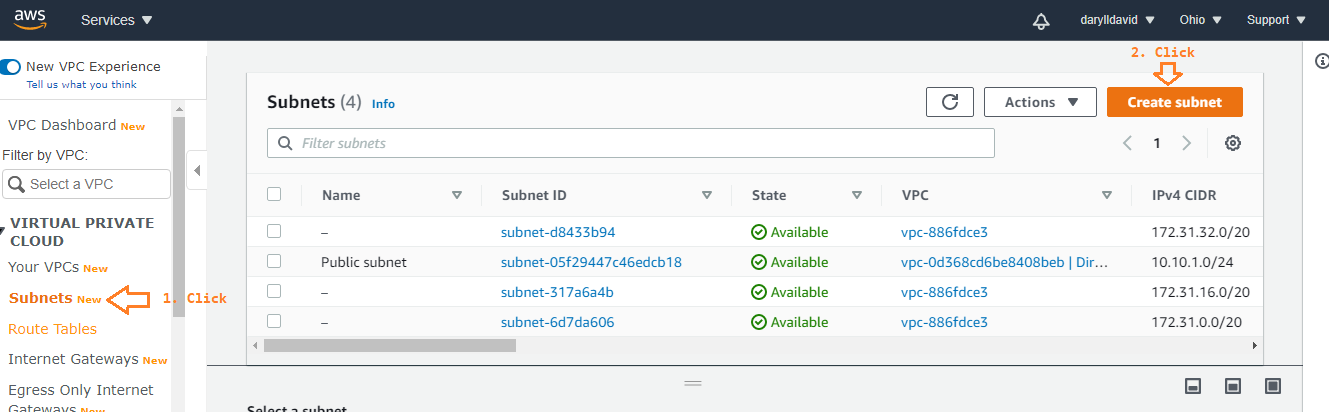 aws Services darylldavid Ohio Support
2. Click
New VPC Experience
Tell us what you think
VPC Dashboard New
Filter by VPC:
Select a VPC
VIRTUAL PRIVATE
CLOUD
Your VPCs New
Subnets New
1. Click
Route Tables
Internet Gateways New
Egress Only Internet
Gateways New
Subnets (4) Info
Actions
Create subnet
Filter subnets
1
Name Subnet ID State VPC IPv4 CIDR
– subnet-d8433b94 Available vpc-886fdce3 172.31.32.0/20
Public subnet subnet-05f29447c46edcb18 Available vpc-0d368cd6be8408beb | Dir... 10.10.1.0/24
– subnet-317a6a4b Available vpc-886fdce3 172.31.16.0/20
– subnet-6d7da606 Available vpc-886fdce3 172.31.0.0/20
Select a subnet